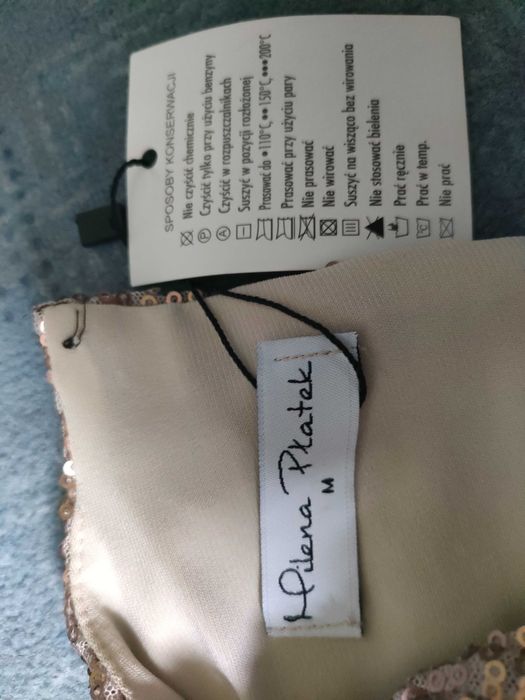 SPOSOBY KONSERWACJI
Nie czyścić chemicznie
P Czyścić tylko przy użyciu benzyny
A Czyścić w rozpuszczalnikach
Suszyć w pozycji rozłożonej
Prasować do •110°C, •• 150°C, •••200°C
Prasować przy użyciu pary
Nie prasować
Nie wirować
Suszyć na wisząco bez wirowania
Nie stosować bielenia
Prać ręcznie
Prać w temp.
Nie prać
Milena Płatek
M